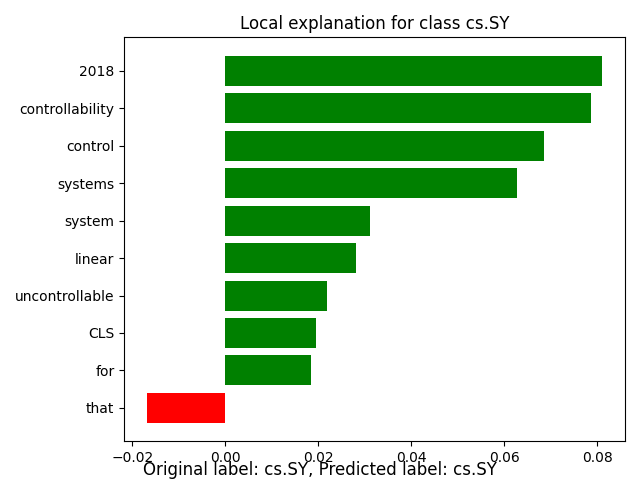 Local explanation for class cs.SY
2018
controllability
control
systems
system
linear
uncontrollable
CLS
for
that
−0.02 0.00 0.02 0.04 0.06 0.08
Original label: cs.SY, Predicted label: cs.SY